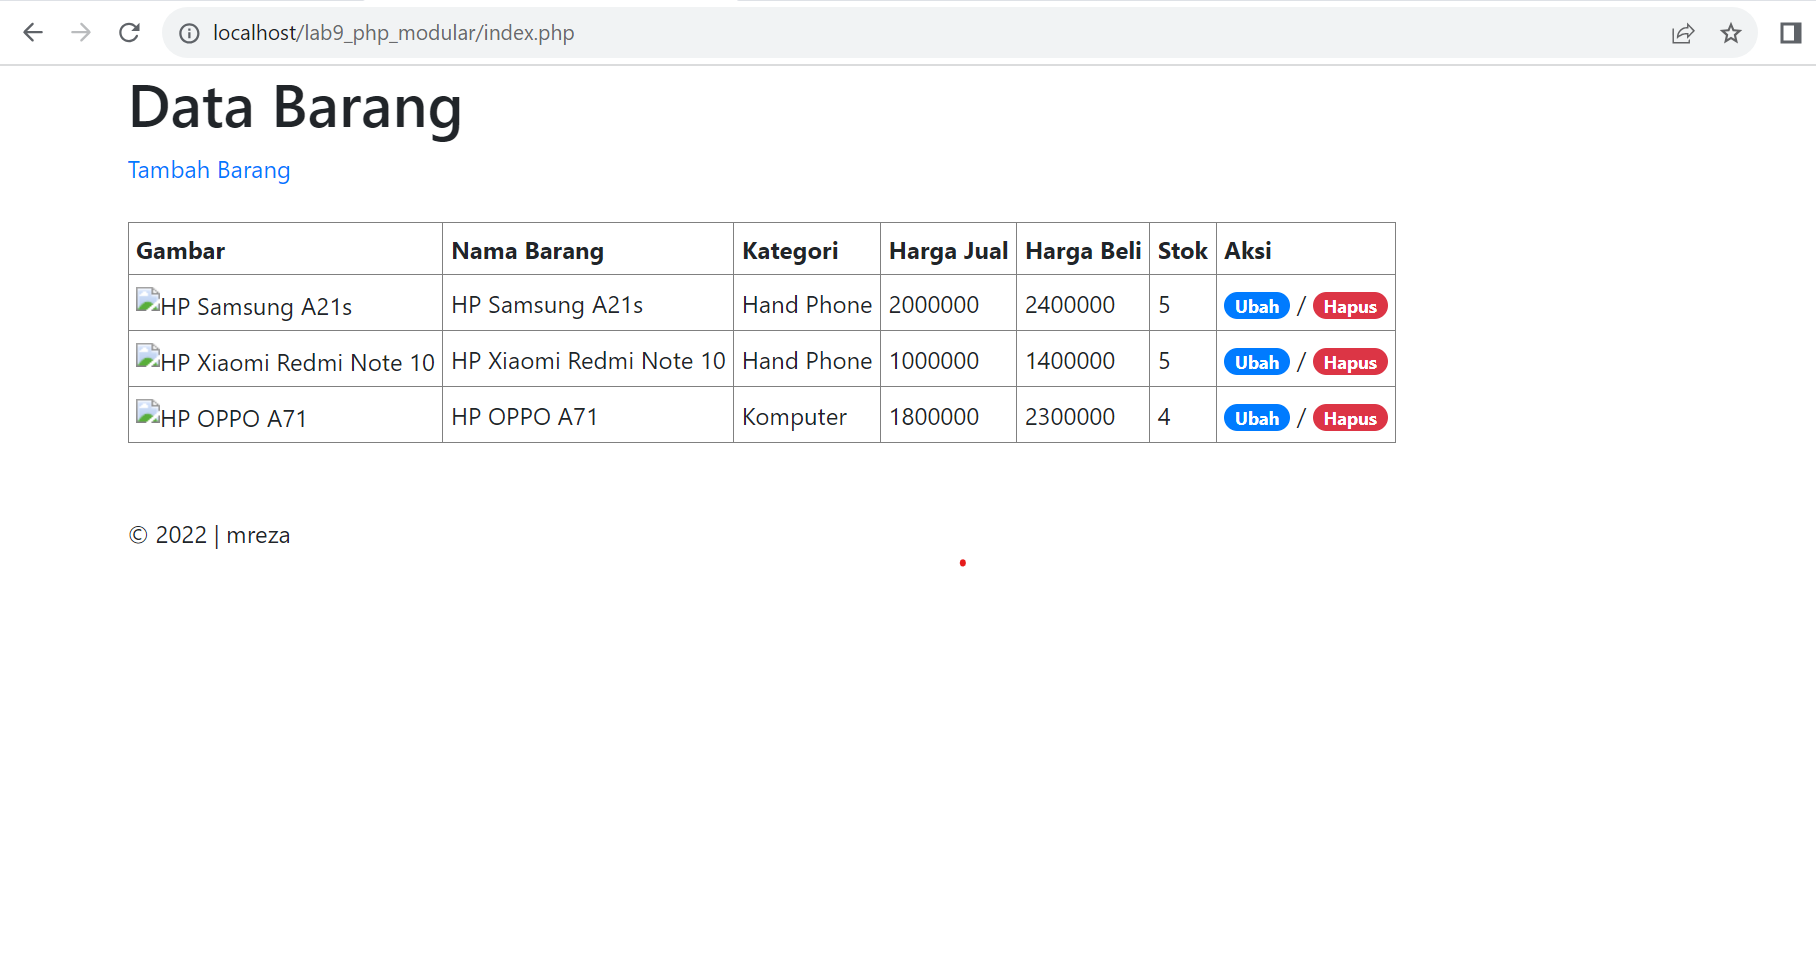 localhost/lab9_php_modular/index.php
Data Barang
Tambah Barang
Gambar Nama Barang Kategori Harga Jual Harga Beli Stok Aksi
HP Samsung A21s HP Samsung A21s Hand Phone 2000000 2400000 5 Ubah / Hapus
HP Xiaomi Redmi Note 10 HP Xiaomi Redmi Note 10 Hand Phone 1000000 1400000 5 Ubah / Hapus
HP OPPO A71 HP OPPO A71 Komputer 1800000 2300000 4 Ubah / Hapus
© 2022 | mreza